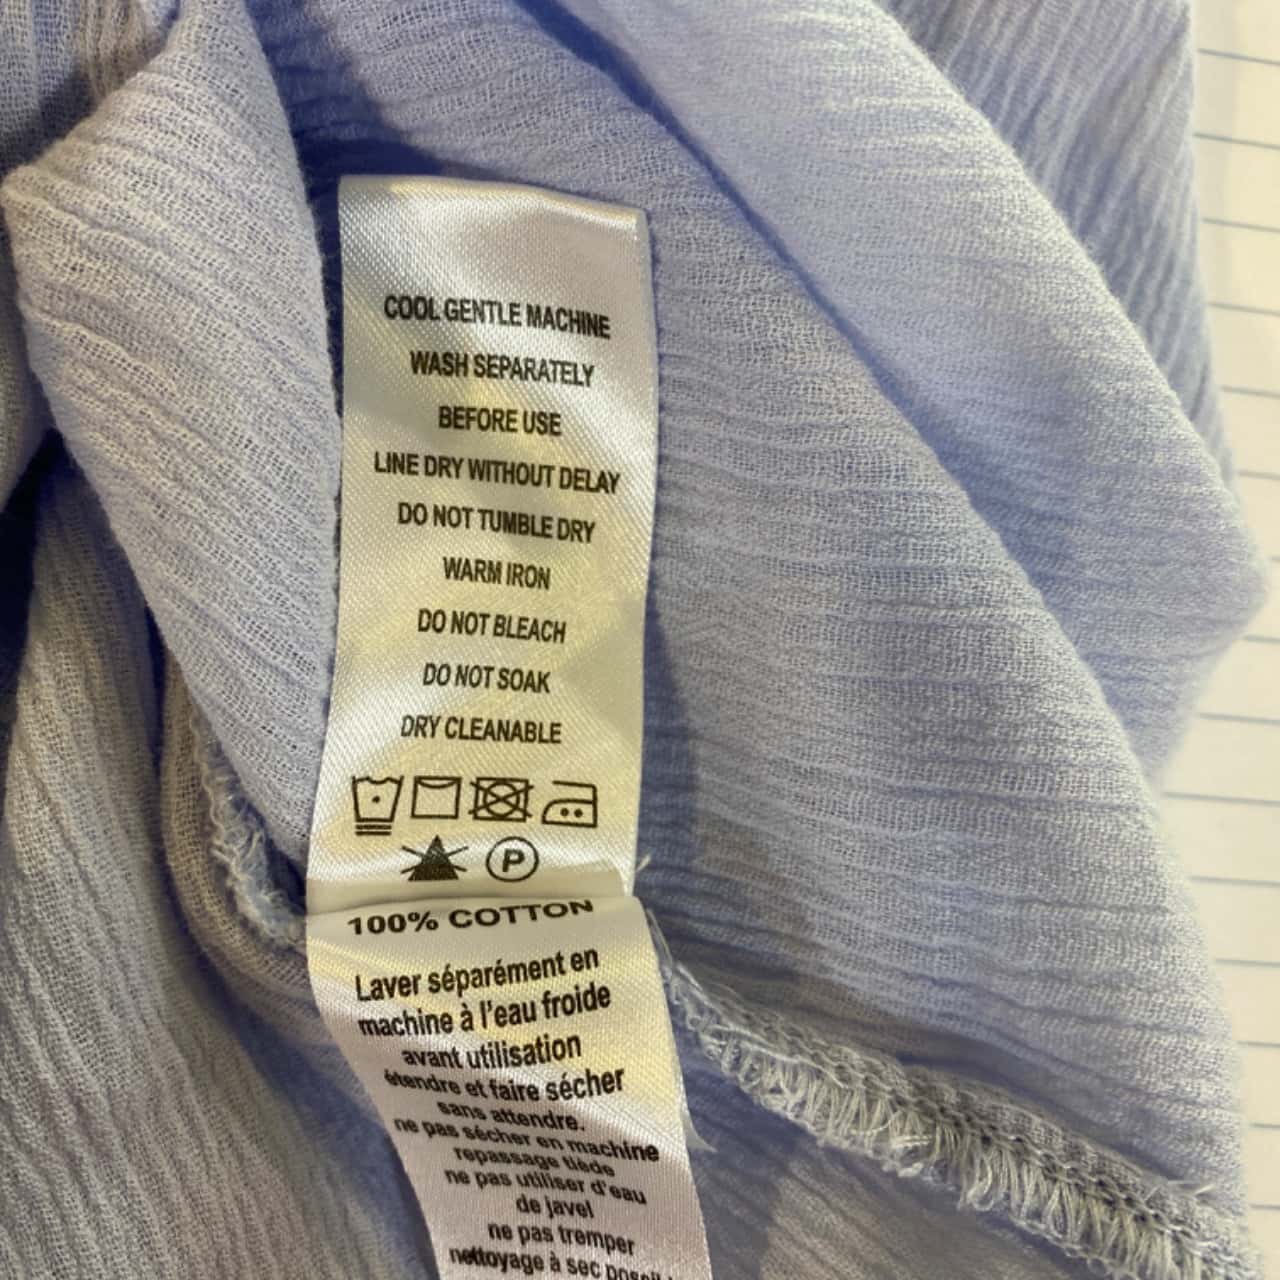 COOL GENTLE MACHINE
WASH SEPARATELY
BEFORE USE
LINE DRY WITHOUT DELAY
DO NOT TUMBLE DRY
WARM IRON
DO NOT BLEACH
DO NOT SOAK
DRY CLEANABLE
P
100% COTTON
Laver séparément en
machine à l'eau froide
avant utilisation
étendre et faire sécher
sans attendre.
ne pas sécher en machine
repassage tiède
ne pas utiliser d'eau
de javel
ne pas tremper
nettoyage à sec